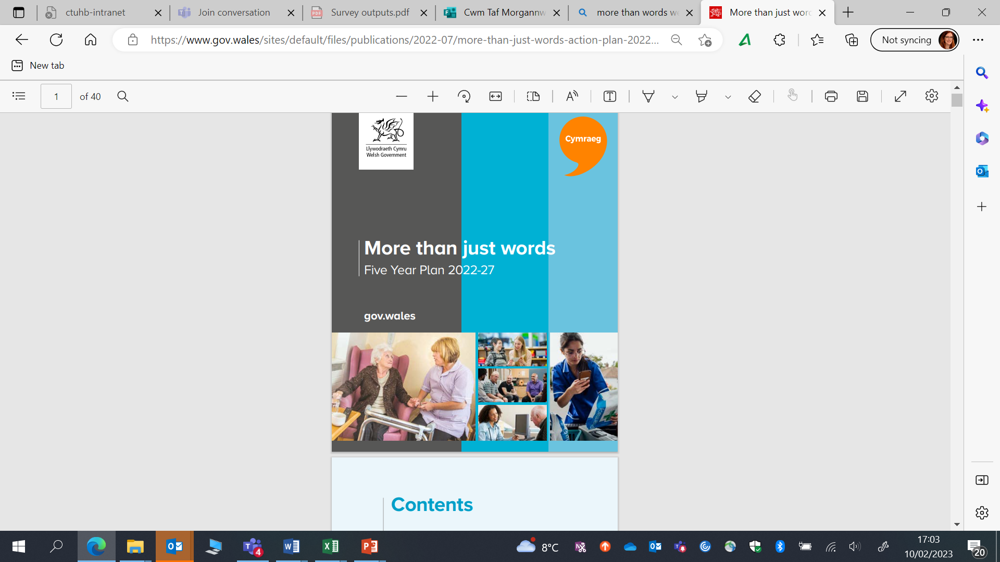 ctuhb-intranet
Join conversation
Survey outputs.pdf
Cwm Taf Morgannw
more than words we
More than just word
https://www.gov.wales/sites/default/files/publications/2022-07/more-than-just-words-action-plan-2022...
Not syncing
New tab
1
of 40
Llywodraeth Cymru
Welsh Government
Cymraeg
More than just words
Five Year Plan 2022-27
gov.wales
Pharmacy
Contents
4
8°C
17:03
10/02/2023
20